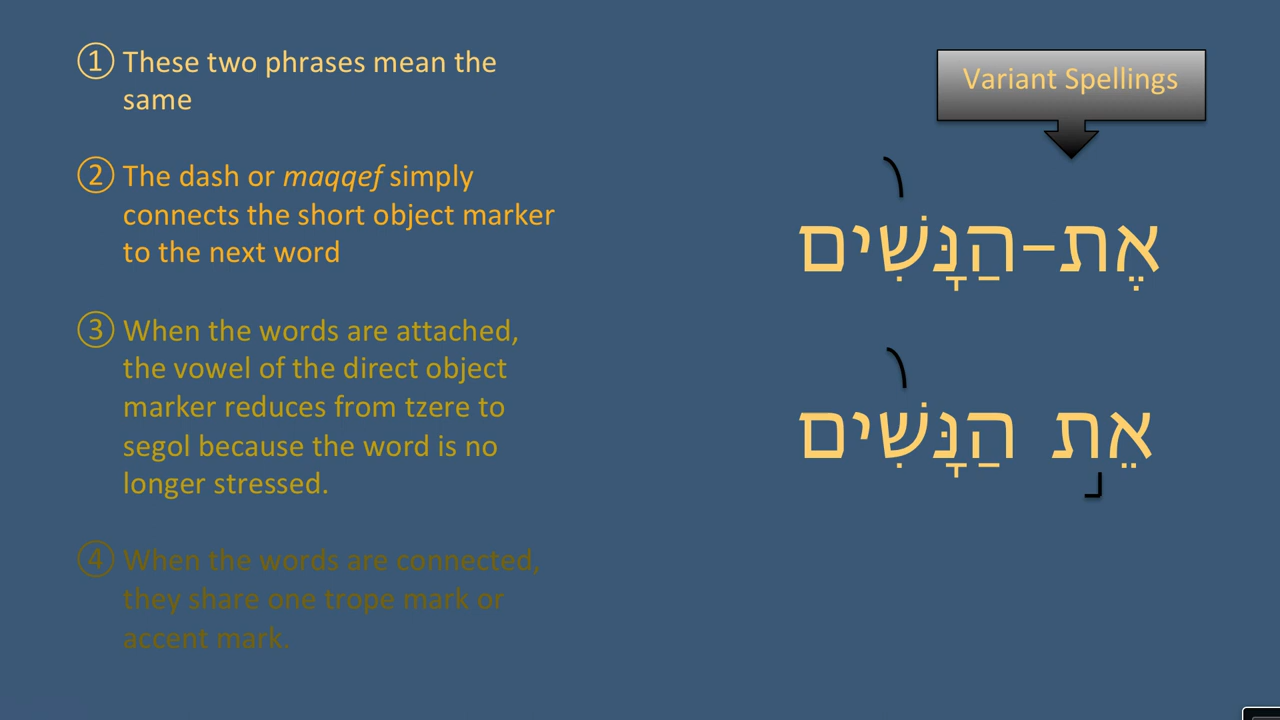 ① These two phrases mean the
same
② The dash or maqqef simply
connects the short object marker
to the next word
③ When the words are attached,
the vowel of the direct object
marker reduces from tzere to
segol because the word is no
longer stressed.
④ When the words are connected,
they share one trope mark or
accent mark.
Variant Spellings
אֶת–הַנָּשִׁים
אֵת הַנָּשִׁים